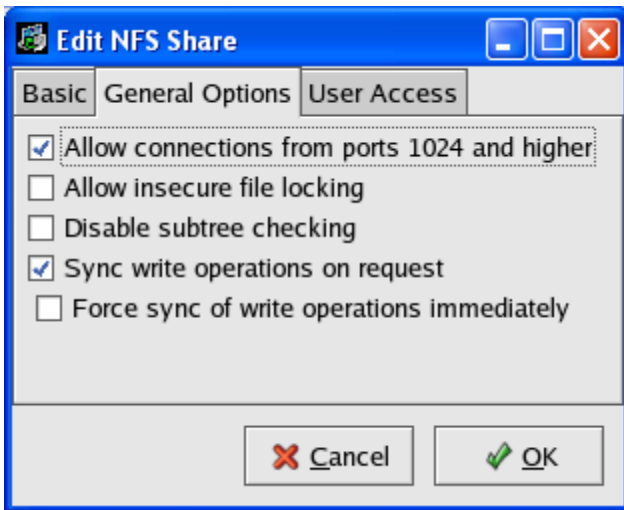 Edit NFS Share
Basic General Options User Access
Allow connections from ports 1024 and higher
Allow insecure file locking
Disable subtree checking
Sync write operations on request
Force sync of write operations immediately
Cancel OK